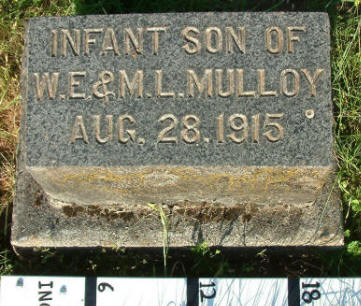 INFANT SON OF
W.E.&M.L.MULLOY
AUG. 28. 1915
6
12
18